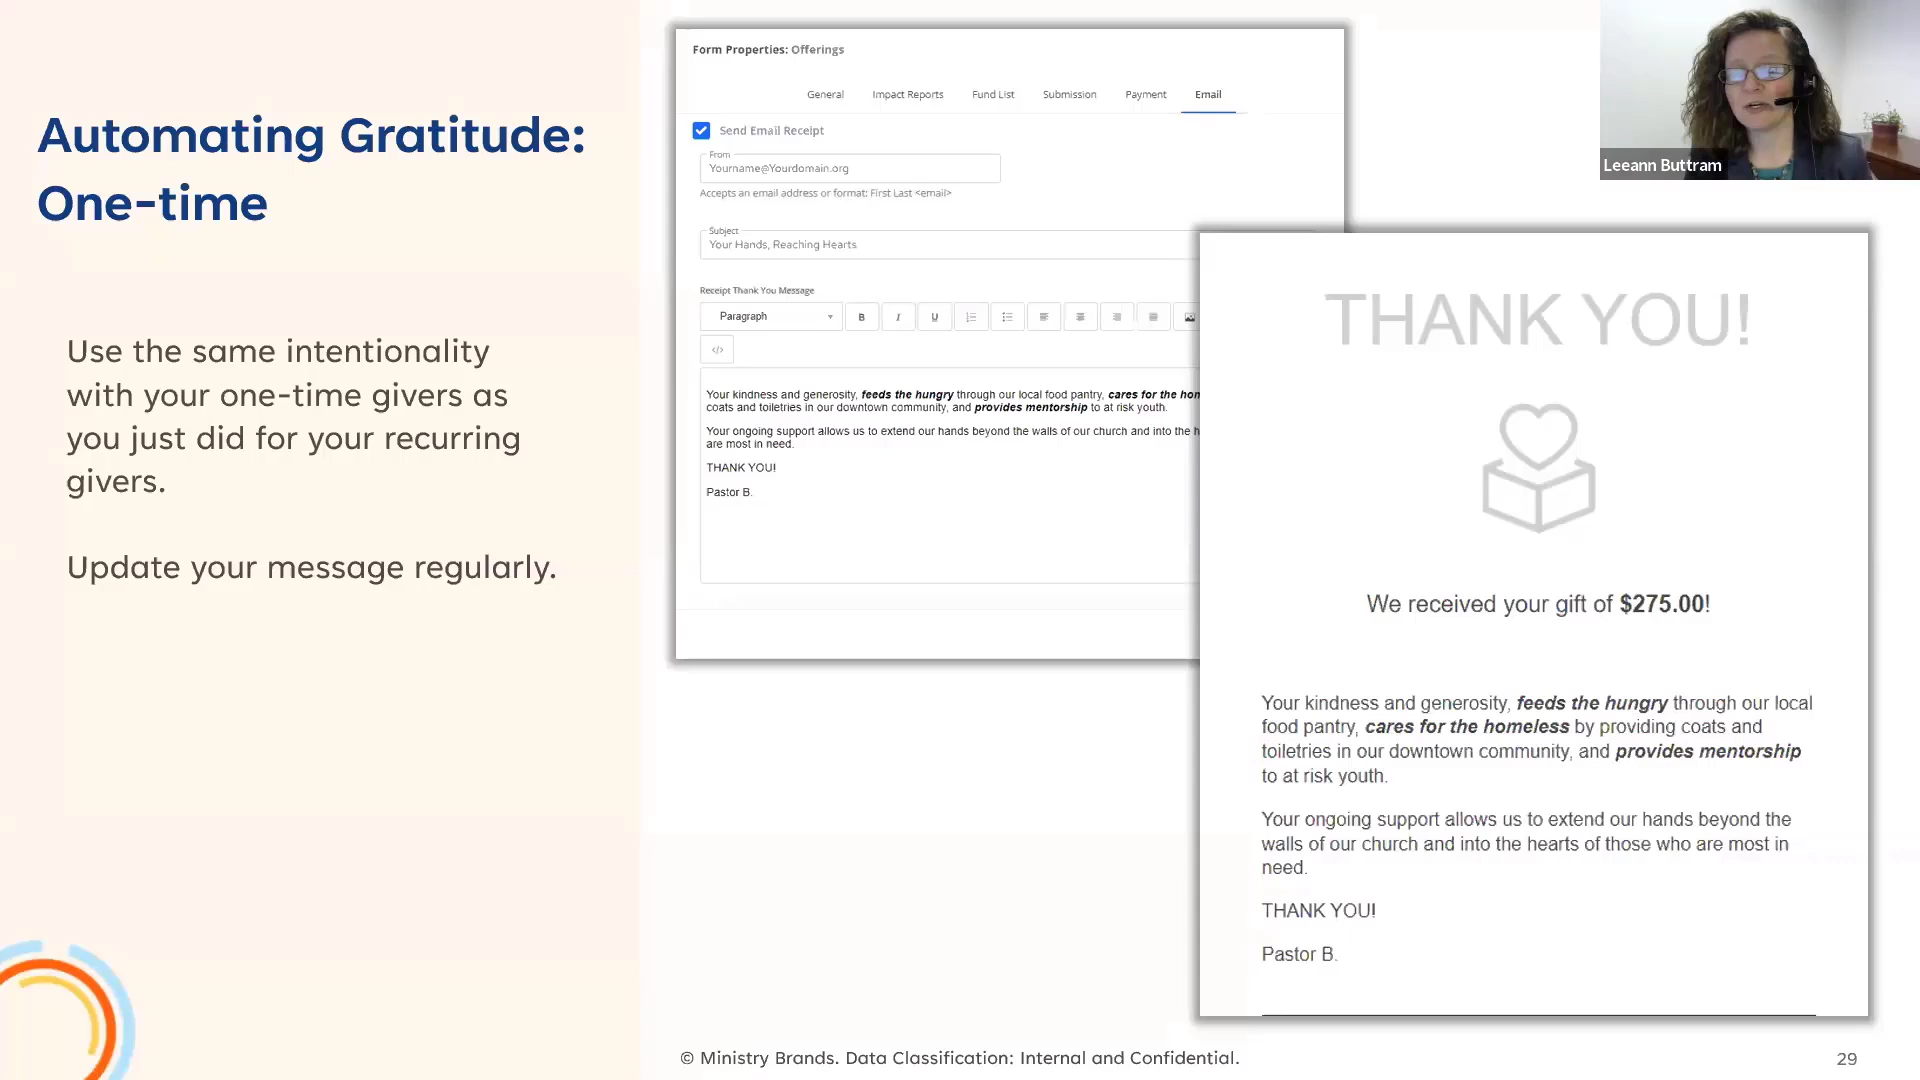 Automating Gratitude:
One-time
Use the same intentionality
with your one-time givers as
you just did for your recurring
givers.
Update your message regularly.
Form Properties: Offerings
General Impact Reports Fund List Submission Payment Email
Send Email Receipt
From
Yourname@Yourdomain.org
Accepts an email address or format: First Last <email>
Subject
Your Hands, Reaching Hearts
Receipt Thank You Message
Paragraph B I U
</>
Your kindness and generosity, feeds the hungry through our local food pantry, cares for the hon
coats and toiletries in our downtown community, and provides mentorship to at risk youth.
Your ongoing support allows us to extend our hands beyond the walls of our church and into the h
are most in need.
THANK YOU!
Pastor B.
Leeann Buttram
THANK YOU!
We received your gift of $275.00!
Your kindness and generosity, feeds the hungry through our local
food pantry, cares for the homeless by providing coats and
toiletries in our downtown community, and provides mentorship
to at risk youth.
Your ongoing support allows us to extend our hands beyond the
walls of our church and into the hearts of those who are most in
need.
THANK YOU!
Pastor B.
© Ministry Brands. Data Classification: Internal and Confidential.
29